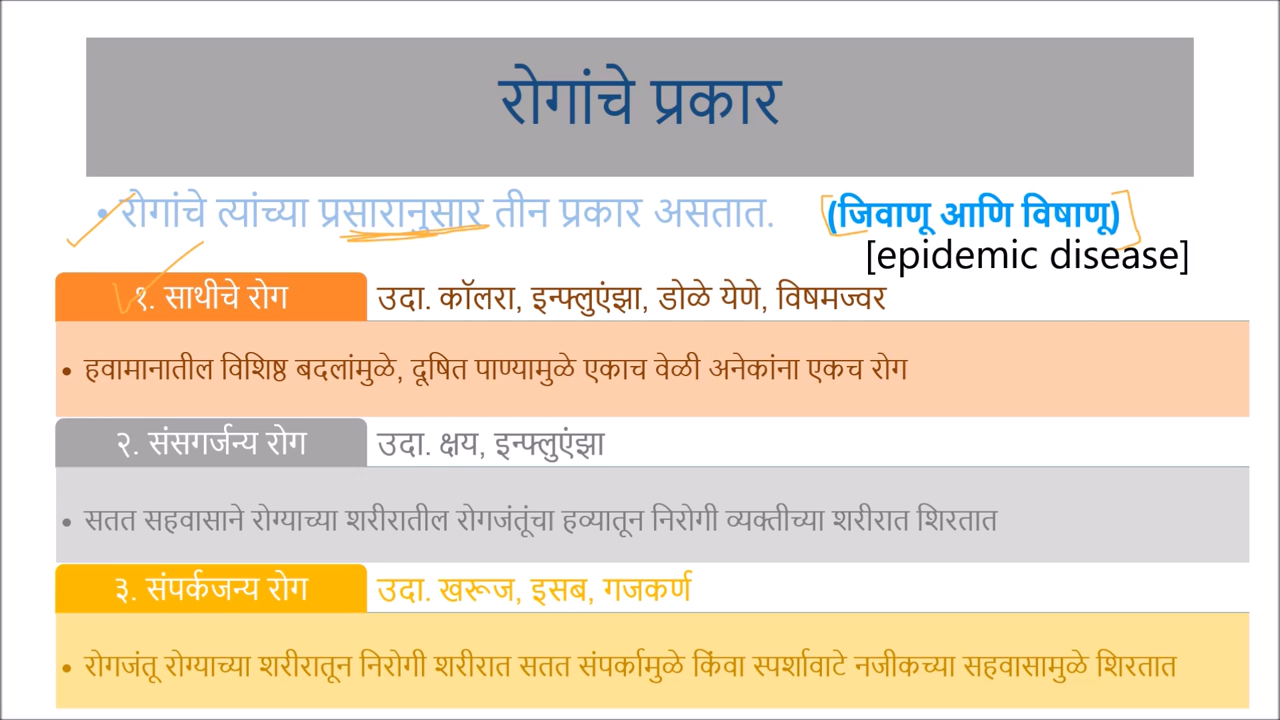 रोगांचे प्रकार
• रोगांचे त्यांच्या प्रसारानुसार तीन प्रकार असतात. (जिवाणू आणि विषाणू)
[epidemic disease]
१. साथीचे रोग उदा. कॉलरा, इन्फ्लुएंझा, डोळे येणे, विषमज्वर
• हवामानातील विशिष्ठ बदलांमुळे, दूषित पाण्यामुळे एकाच वेळी अनेकांना एकच रोग
२. संसगर्जन्य रोग उदा. क्षय, इन्फ्लुएंझा
• सतत सहवासाने रोग्याच्या शरीरातील रोगजंतूंचा हव्यातून निरोगी व्यक्तीच्या शरीरात शिरतात
३. संपर्कजन्य रोग उदा. खरूज, इसब, गजकर्ण
• रोगजंतू रोग्याच्या शरीरातून निरोगी शरीरात सतत संपर्कामुळे किंवा स्पर्शावाटे नजीकच्या सहवासामुळे शिरतात